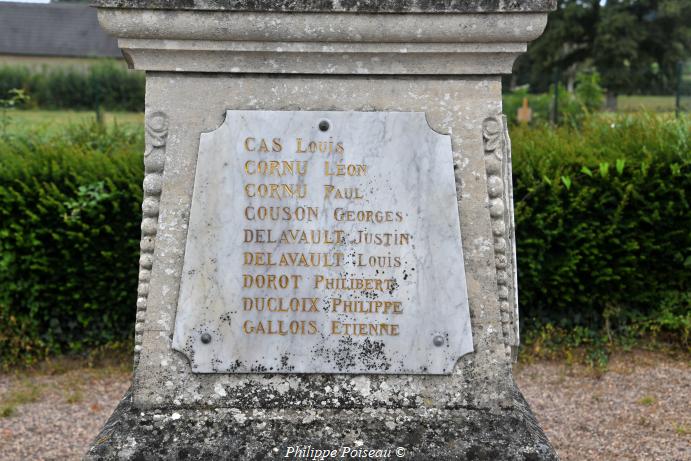 CAS LOUIS
CORNU LÉON
CORNU PAUL
COUSON GEORGES
DELAVAULT JUSTIN
DELAVAULT LOUIS
DOROT PHILIBERT
DUCLOIX PHILIPPE
GALLOIS ETIENNE
Philippe Poiseau ©